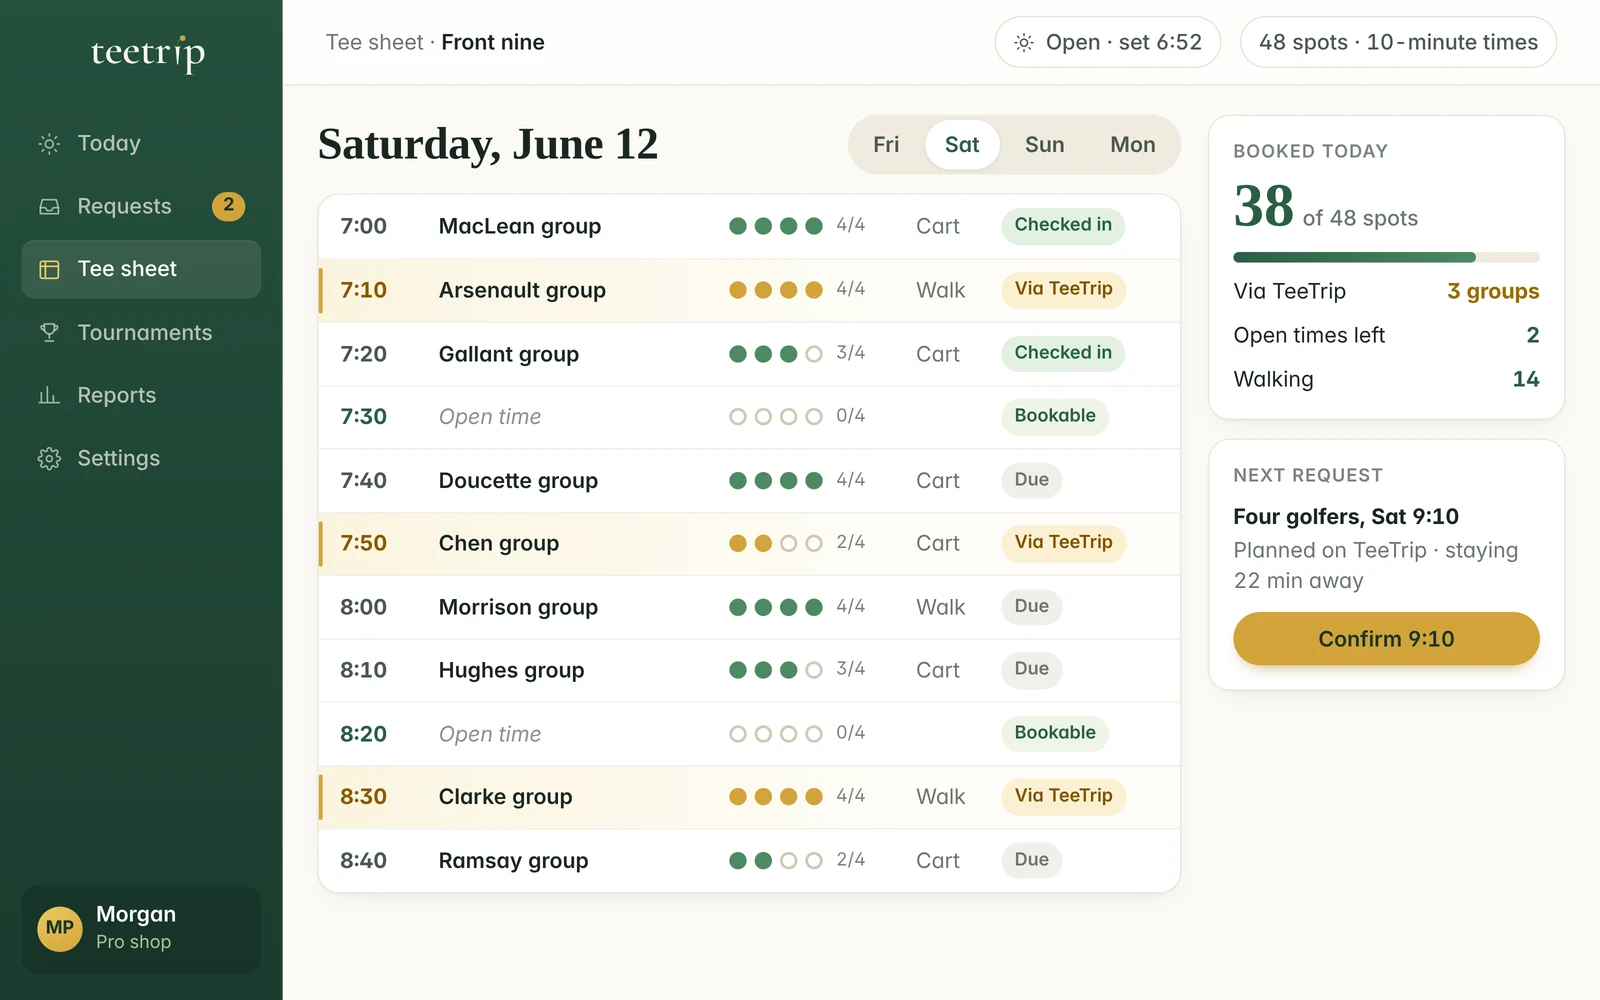 teetrip
Today
Requests 2
Tee sheet
Tournaments
Reports
Settings
MP
Morgan
Pro shop
Tee sheet · Front nine
Open · set 6:52
48 spots · 10-minute times
Saturday, June 12
Fri Sat Sun Mon
7:00 MacLean group 4/4 Cart Checked in
7:10 Arsenault group 4/4 Walk Via TeeTrip
7:20 Gallant group 3/4 Cart Checked in
7:30 Open time 0/4 Bookable
7:40 Doucette group 4/4 Cart Due
7:50 Chen group 2/4 Cart Via TeeTrip
8:00 Morrison group 4/4 Walk Due
8:10 Hughes group 3/4 Cart Due
8:20 Open time 0/4 Bookable
8:30 Clarke group 4/4 Walk Via TeeTrip
8:40 Ramsay group 2/4 Cart Due
BOOKED TODAY
38 of 48 spots
Via TeeTrip 3 groups
Open times left 2
Walking 14
NEXT REQUEST
Four golfers, Sat 9:10
Planned on TeeTrip · staying
22 min away
Confirm 9:10